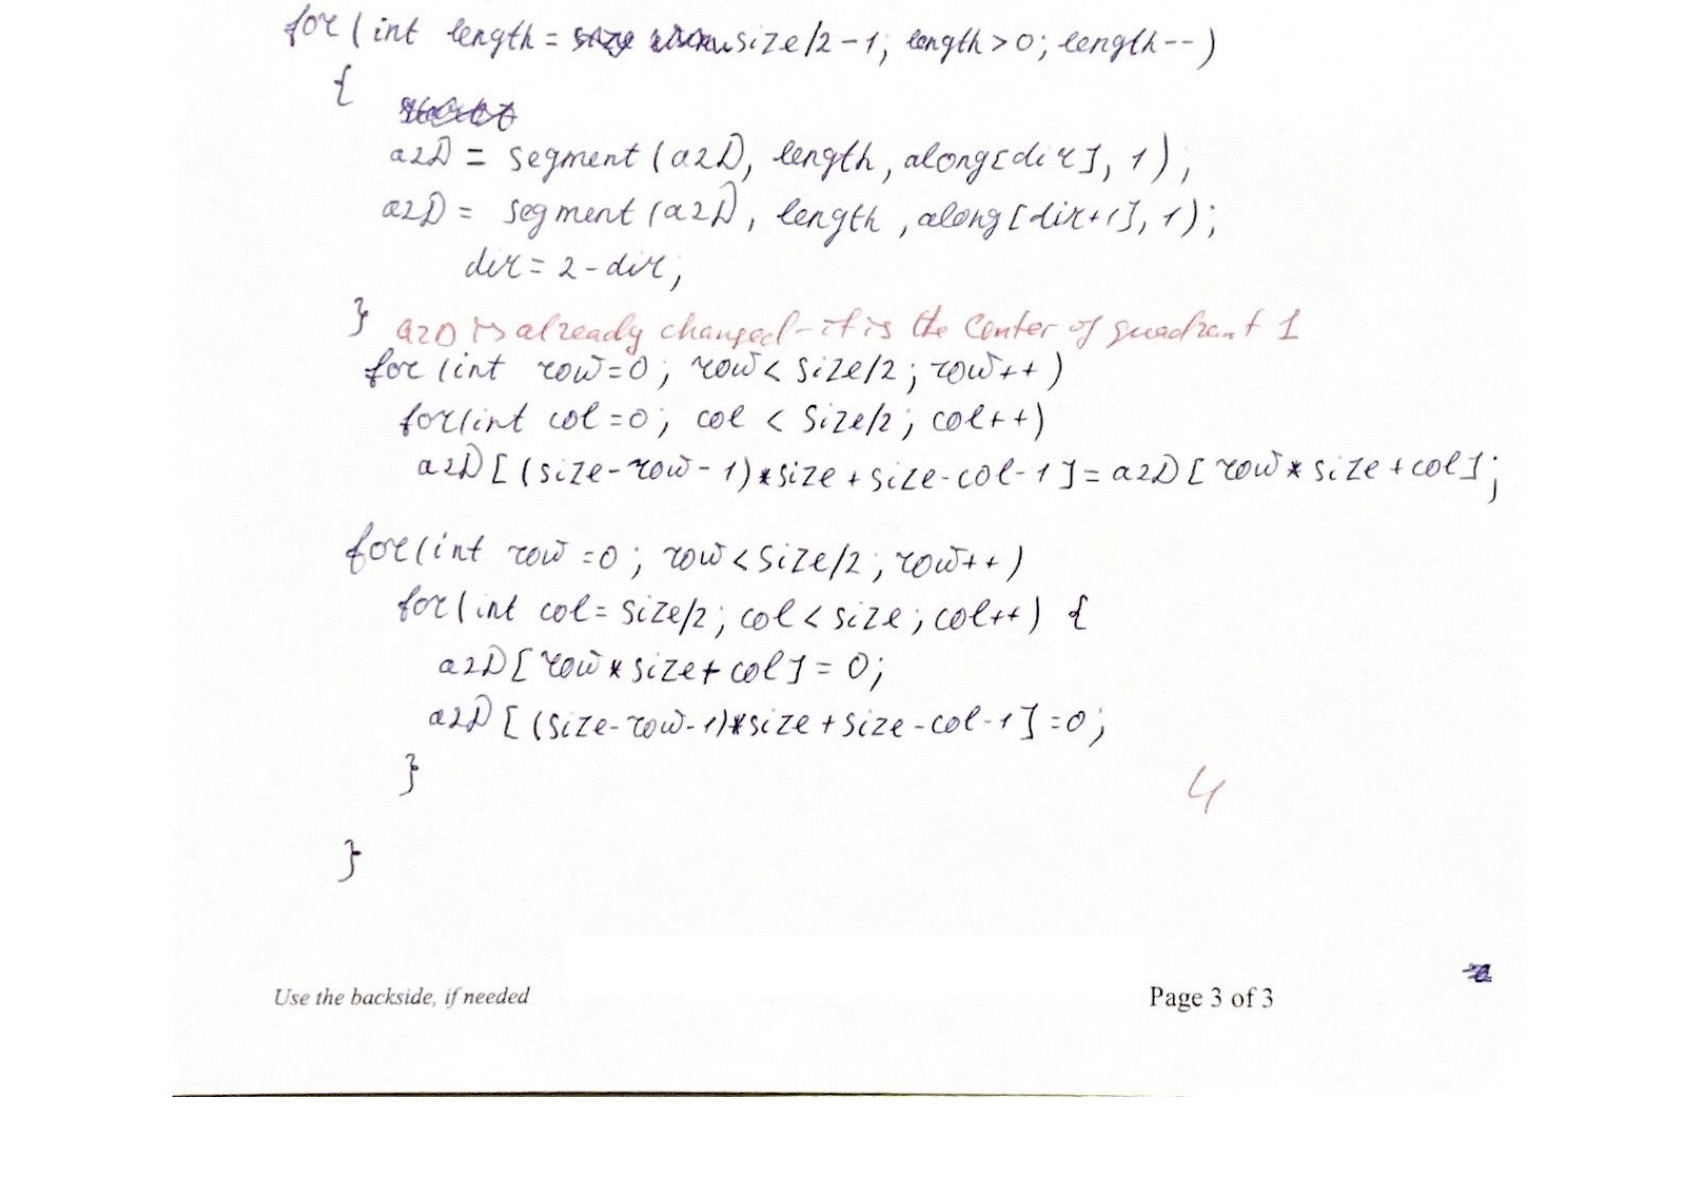 for(int length = size/2-1; length>0; length--)
{
a2D = segment(a2D, length, along[dir], 1);
a2D = segment(a2D, length, along[dir+1], 1);
dir = 2-dir;
} a2D is already changed - it is the center of quadrant 1
for(int row=0; row< size/2; row++)
for(int col=0; col < size/2; col++)
a2D[(size-row-1)*size+size-col-1]=a2D[row*size+col];
for(int row=0; row<size/2; row++)
for(int col=size/2; col<size; col++) {
a2D[row*size+col]=0;
a2D[(size-row-1)*size+size-col-1]=0;
}
4
}
Use the backside, if needed Page 3 of 3